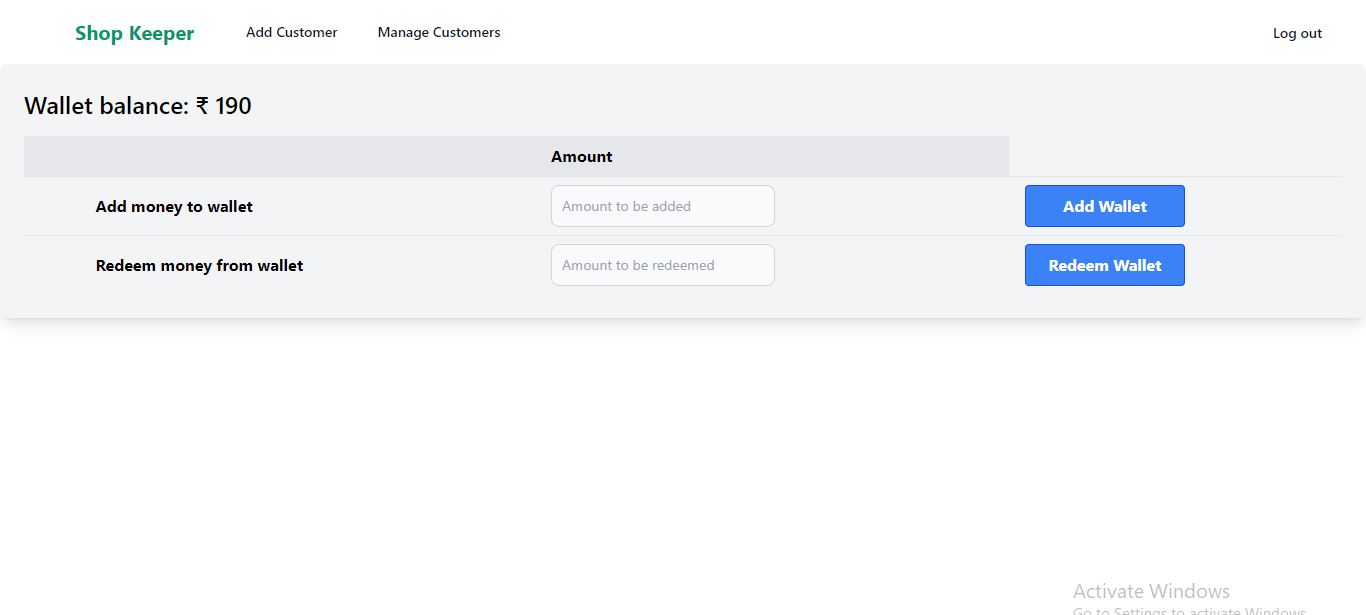 Shop Keeper Add Customer Manage Customers Log out
Wallet balance: ₹ 190
Amount
Add money to wallet Amount to be added Add Wallet
Redeem money from wallet Amount to be redeemed Redeem Wallet
Activate Windows
Go to Settings to activate Windows